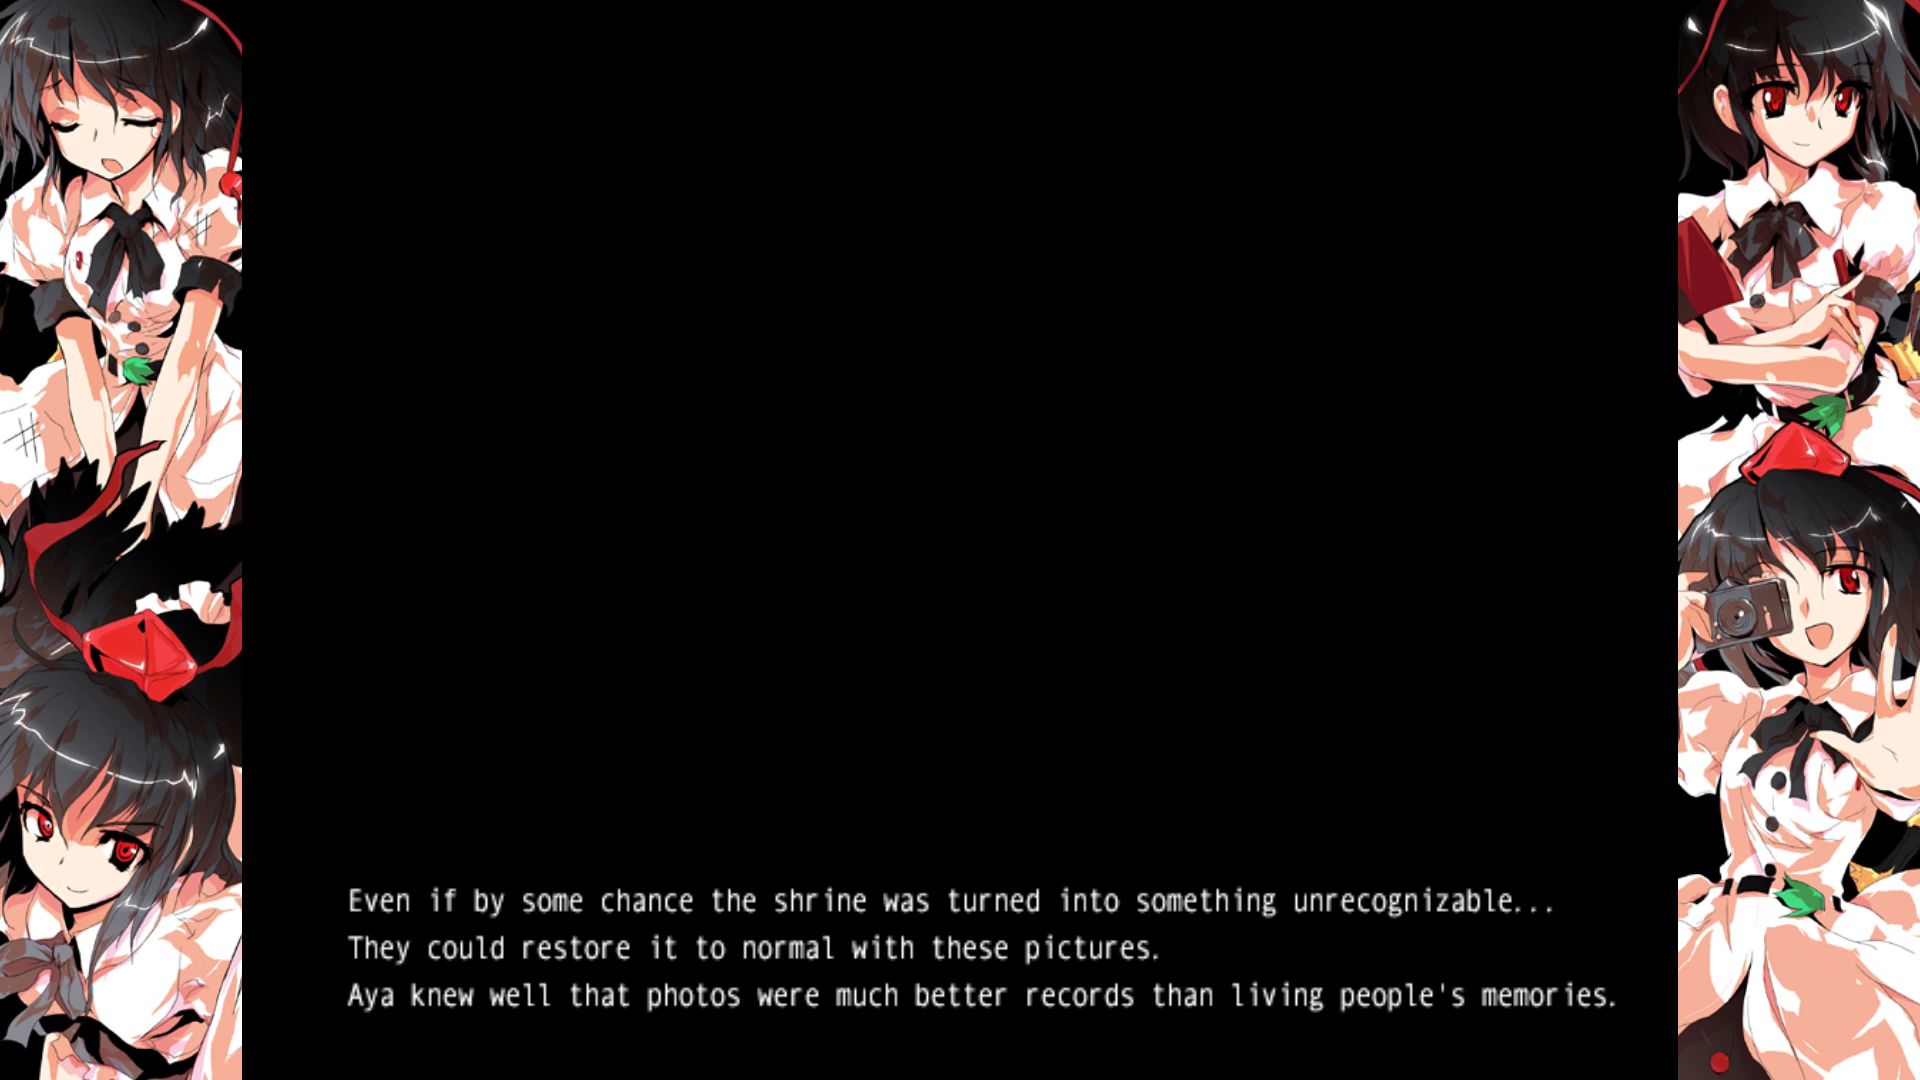 Even if by some chance the shrine was turned into something unrecognizable...
They could restore it to normal with these pictures.
Aya knew well that photos were much better records than living people's memories.